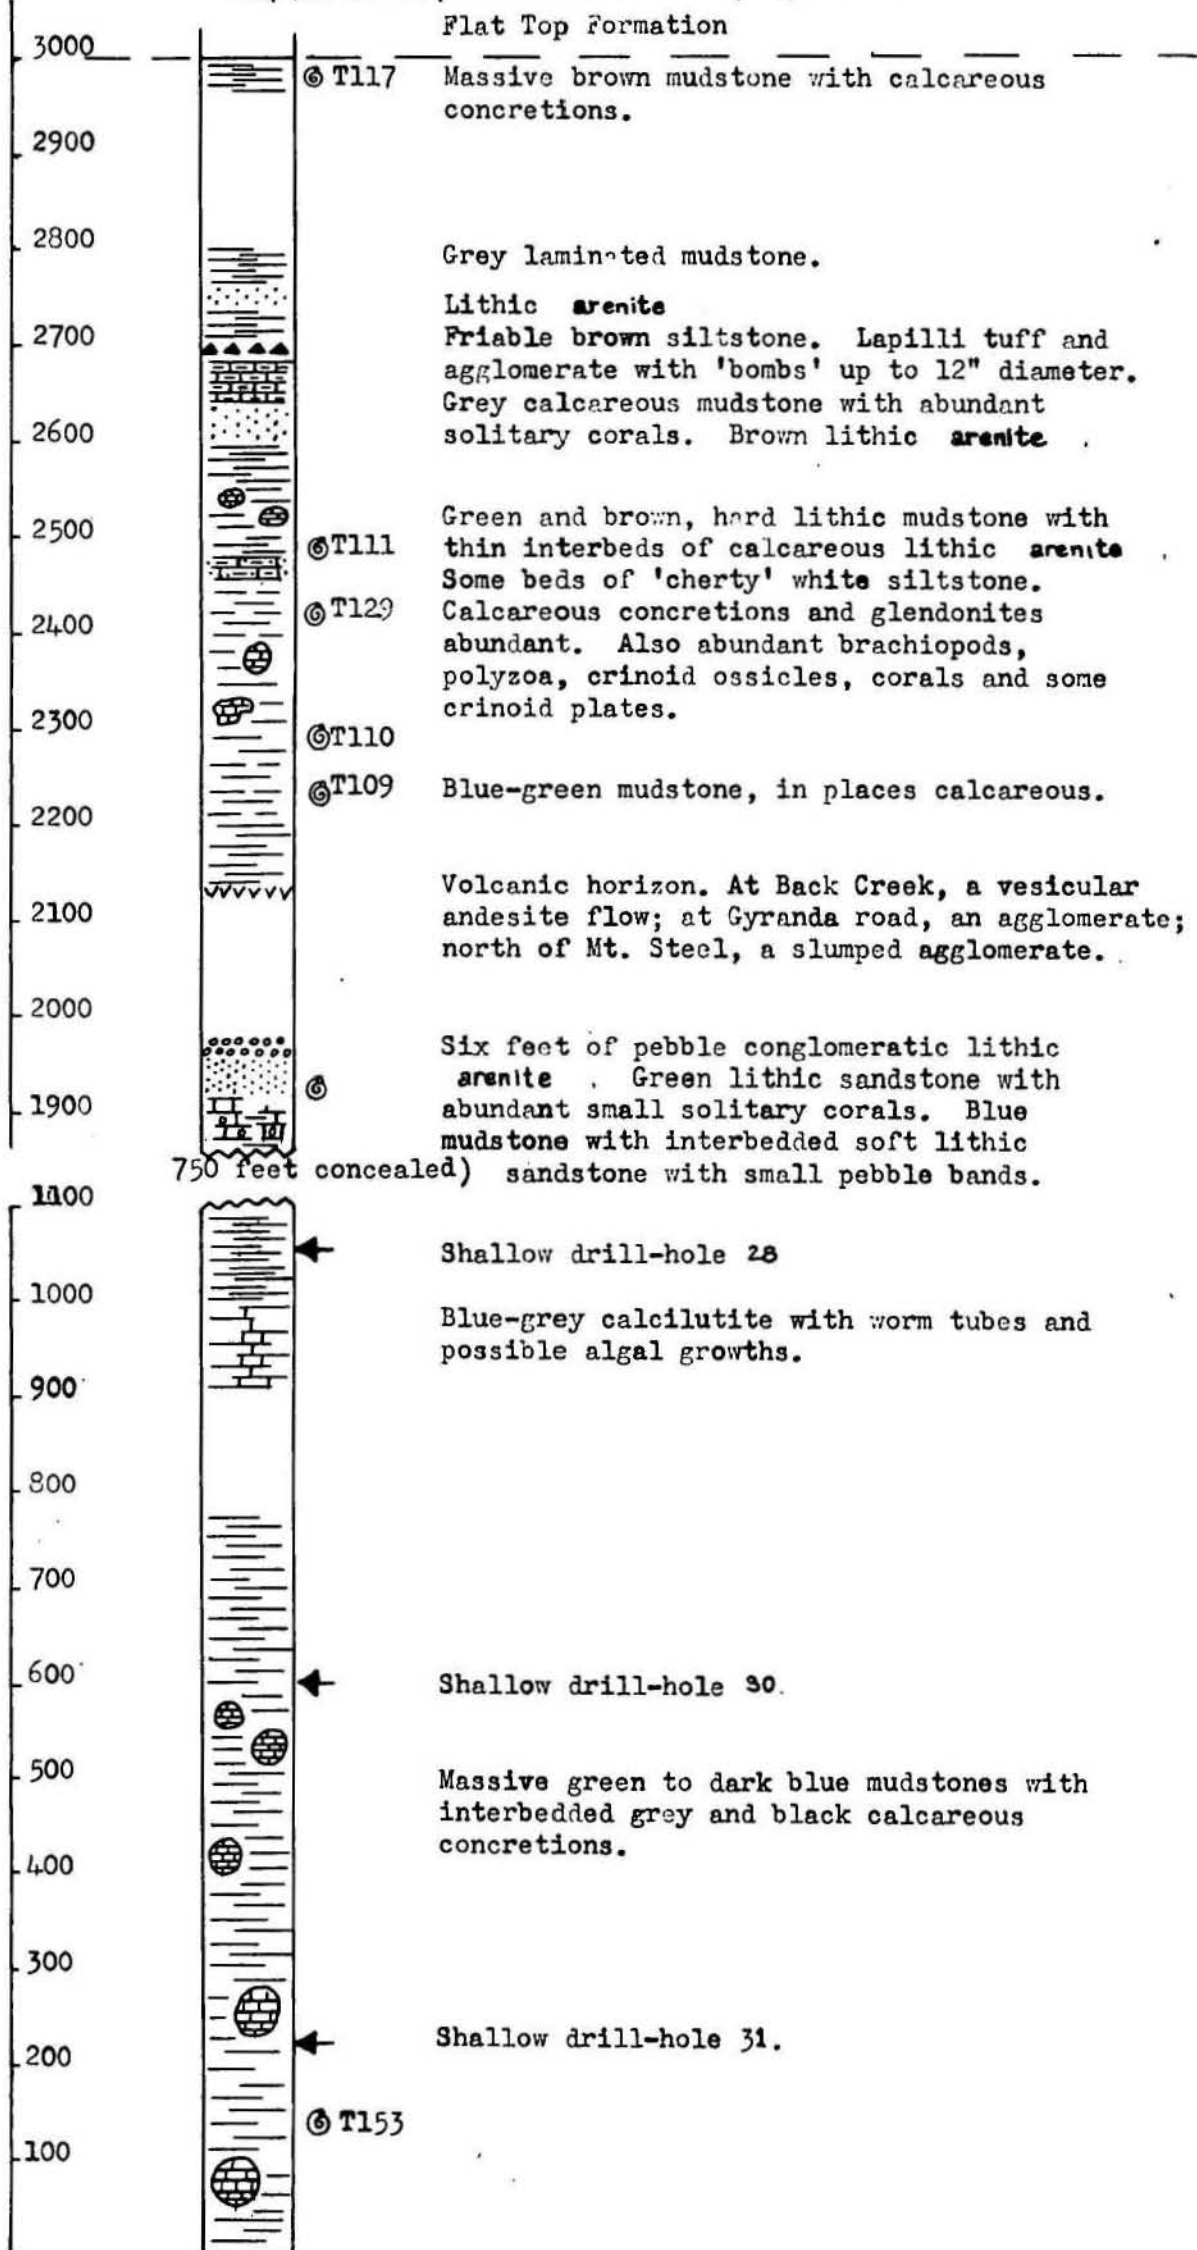 Flat Top Formation
3000
T117 Massive brown mudstone with calcareous
concretions.
2900
2800
Grey laminated mudstone.
Lithic arenite
2700
Friable brown siltstone. Lapilli tuff and
agglomerate with 'bombs' up to 12" diameter.
Grey calcareous mudstone with abundant
2600
solitary corals. Brown lithic arenite .
2500
Green and brown, hard lithic mudstone with
T111 thin interbeds of calcareous lithic arenite .
Some beds of 'cherty' white siltstone.
T129 Calcareous concretions and glendonites
2400
abundant. Also abundant brachiopods,
polyzoa, crinoid ossicles, corals and some
crinoid plates.
2300
T110
T109 Blue-green mudstone, in places calcareous.
2200
Volcanic horizon. At Back Creek, a vesicular
2100
andesite flow; at Gyranda road, an agglomerate;
north of Mt. Steel, a slumped agglomerate.
2000
Six feet of pebble conglomeratic lithic
arenite . Green lithic sandstone with
1900
abundant small solitary corals. Blue
mudstone with interbedded soft lithic
750 feet concealed) sandstone with small pebble bands.
1100
Shallow drill-hole 28
1000
Blue-grey calcilutite with worm tubes and
possible algal growths.
900
800
700
600
Shallow drill-hole 30.
500
Massive green to dark blue mudstones with
interbedded grey and black calcareous
concretions.
400
300
Shallow drill-hole 31.
200
T153
100